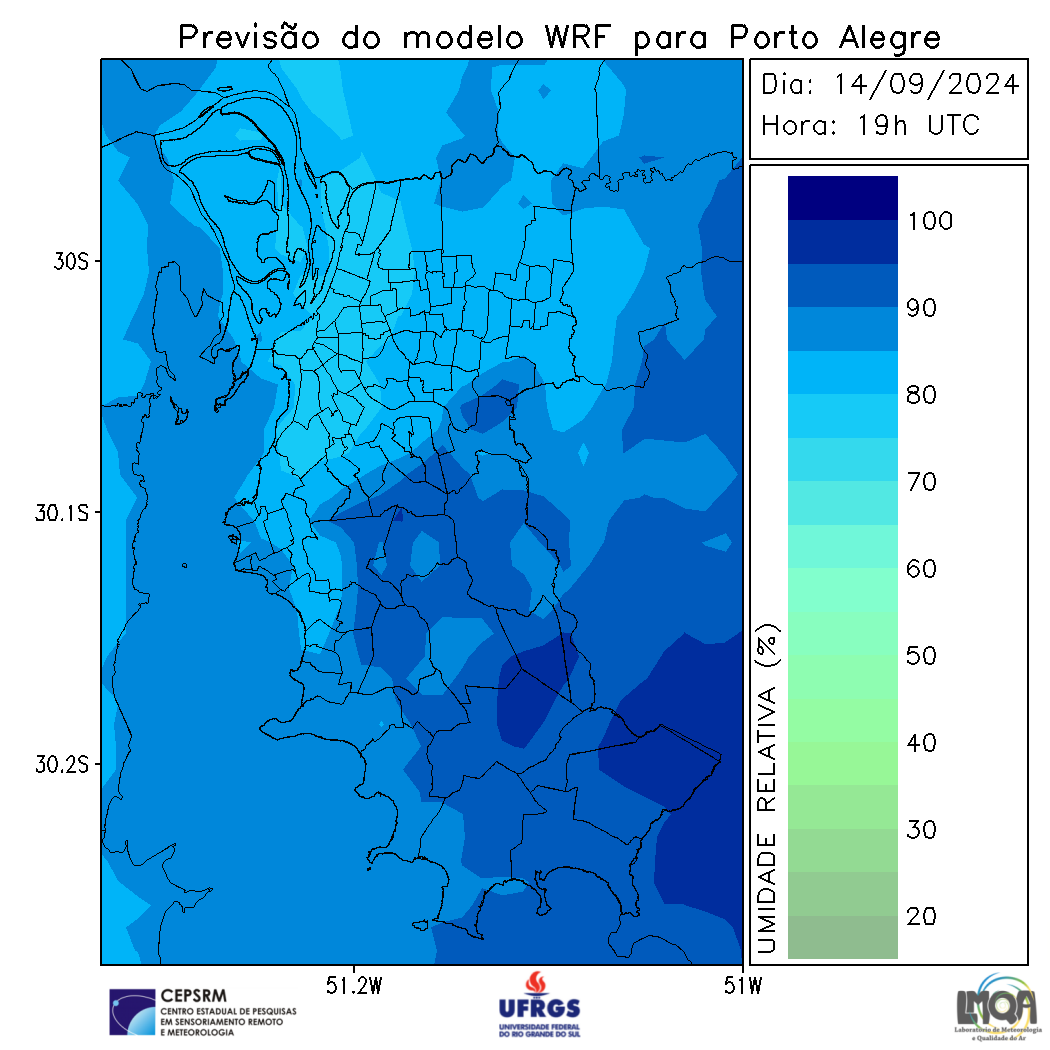 Previsão do modelo WRF para Porto Alegre
Dia: 14/09/2024
Hora: 19h UTC
30S
30.1S
30.2S
51.2W
51W
100
90
80
70
60
50
40
30
20
UMIDADE RELATIVA (%)
CEPSRM
CENTRO ESTADUAL DE PESQUISAS
EM SENSORIAMENTO REMOTO
E METEOROLOGIA
UFRGS
UNIVERSIDADE FEDERAL
DO RIO GRANDE DO SUL
LMQA
Laboratório de Meteorologia
e Qualidade do Ar